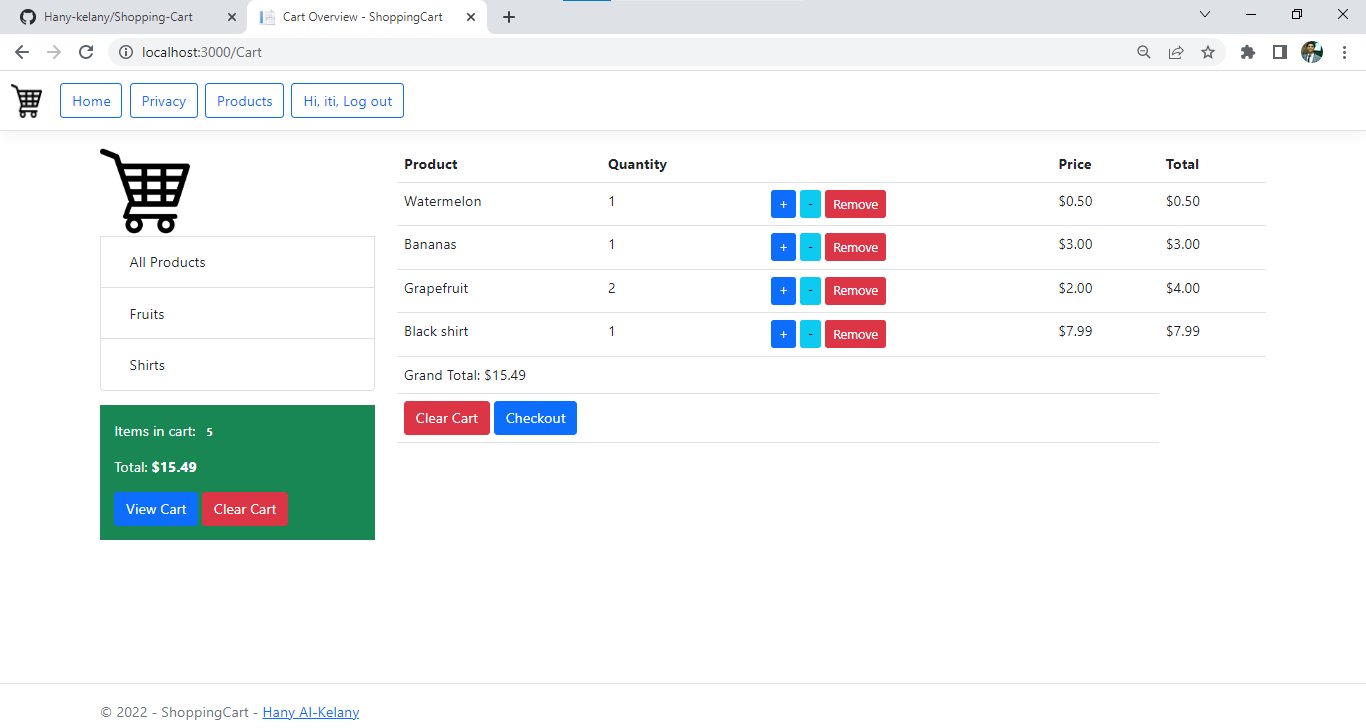 Hany-kelany/Shopping-Cart
Cart Overview - ShoppingCart
localhost:3000/Cart
Home Privacy Products Hi, iti, Log out
Product Quantity Price Total
Watermelon 1 + - Remove $0.50 $0.50
Bananas 1 + - Remove $3.00 $3.00
Grapefruit 2 + - Remove $2.00 $4.00
Black shirt 1 + - Remove $7.99 $7.99
Grand Total: $15.49
Clear Cart Checkout
All Products
Fruits
Shirts
Items in cart: 5
Total: $15.49
View Cart Clear Cart
© 2022 - ShoppingCart - Hany Al-Kelany